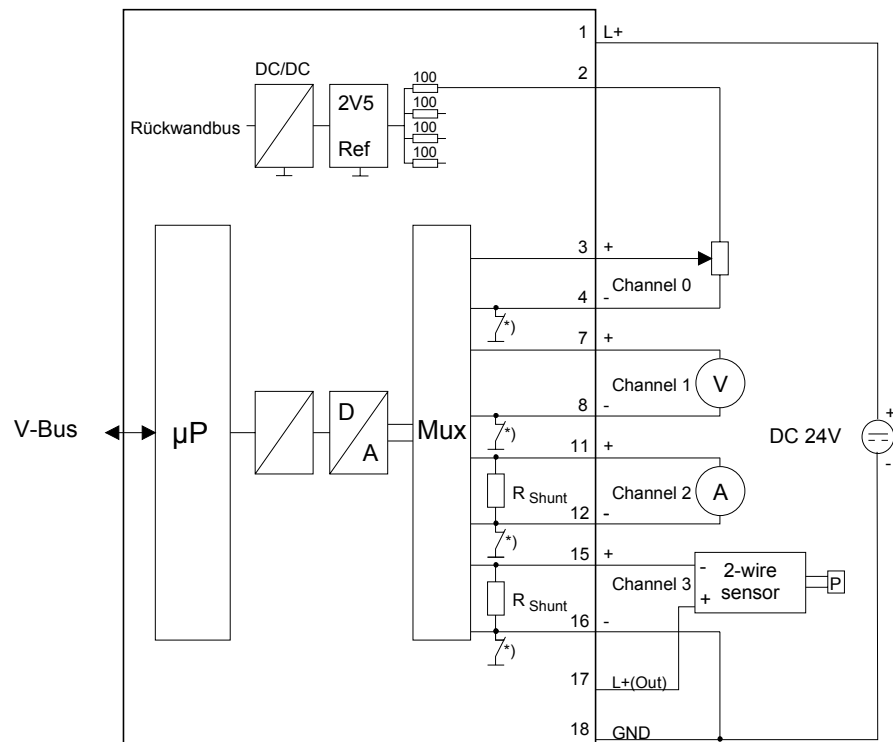 1 L+
DC/DC
2
100
2V5
100
Rückwandbus
100
Ref
100
3 +
Channel 0
4 -
*)
7 +
Channel 1 V
8 -
V-Bus
µP
D
A
Mux
*)
DC 24V
+
-
11 +
R Shunt
Channel 2 A
12 -
*)
15 +
Channel 3
-
2-wire
sensor
+
P
R Shunt
16 -
*)
17 L+(Out)
18 GND